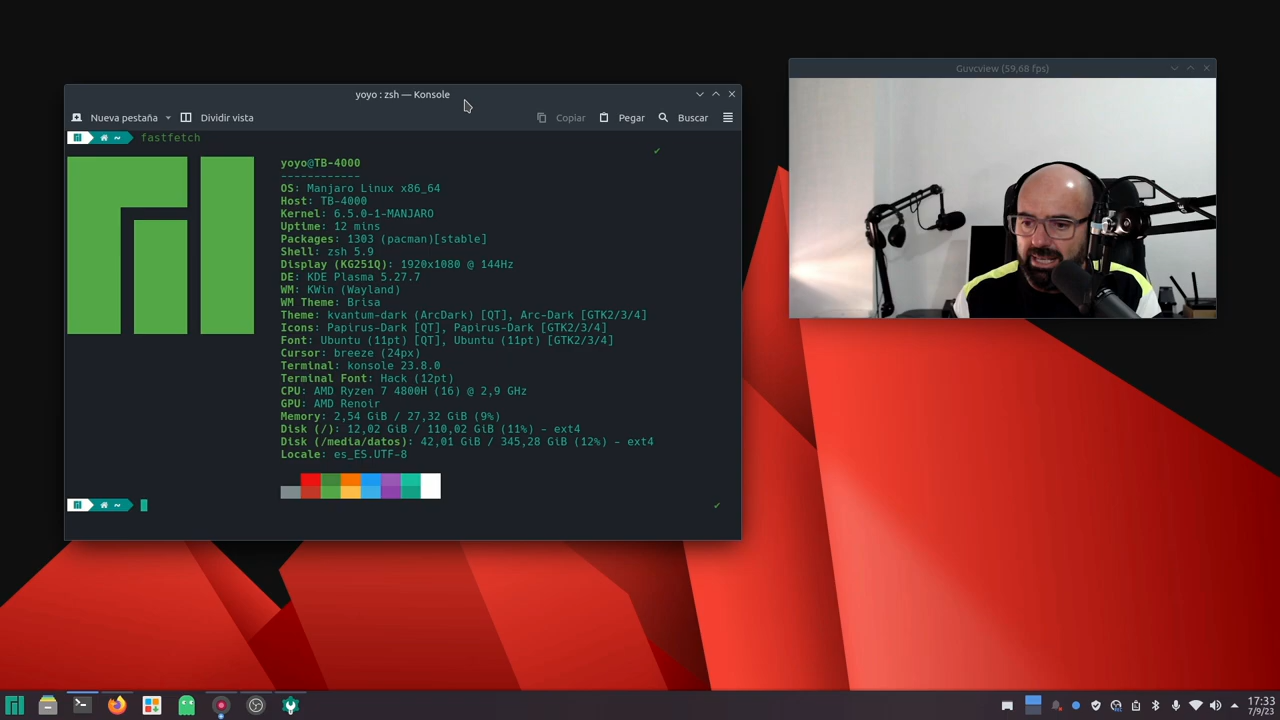 yoyo : zsh — Konsole
Nueva pestaña
Dividir vista
Copiar
Pegar
Buscar
~ fastfetch
yoyo@TB-4000
------------
OS: Manjaro Linux x86_64
Host: TB-4000
Kernel: 6.5.0-1-MANJARO
Uptime: 12 mins
Packages: 1303 (pacman)[stable]
Shell: zsh 5.9
Display (KG251Q): 1920x1080 @ 144Hz
DE: KDE Plasma 5.27.7
WM: KWin (Wayland)
WM Theme: Brisa
Theme: kvantum-dark (ArcDark) [QT], Arc-Dark [GTK2/3/4]
Icons: Papirus-Dark [QT], Papirus-Dark [GTK2/3/4]
Font: Ubuntu (11pt) [QT], Ubuntu (11pt) [GTK2/3/4]
Cursor: breeze (24px)
Terminal: konsole 23.8.0
Terminal Font: Hack (12pt)
CPU: AMD Ryzen 7 4800H (16) @ 2,9 GHz
GPU: AMD Renoir
Memory: 2,54 GiB / 27,32 GiB (9%)
Disk (/): 12,02 GiB / 110,02 GiB (11%) - ext4
Disk (/media/datos): 42,01 GiB / 345,28 GiB (12%) - ext4
Locale: es_ES.UTF-8
~
Guvcview (59,68 fps)
17:33
7/9/23